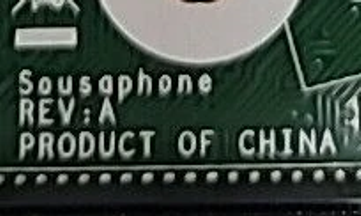 Sousaphone
REV:A
PRODUCT OF CHINA